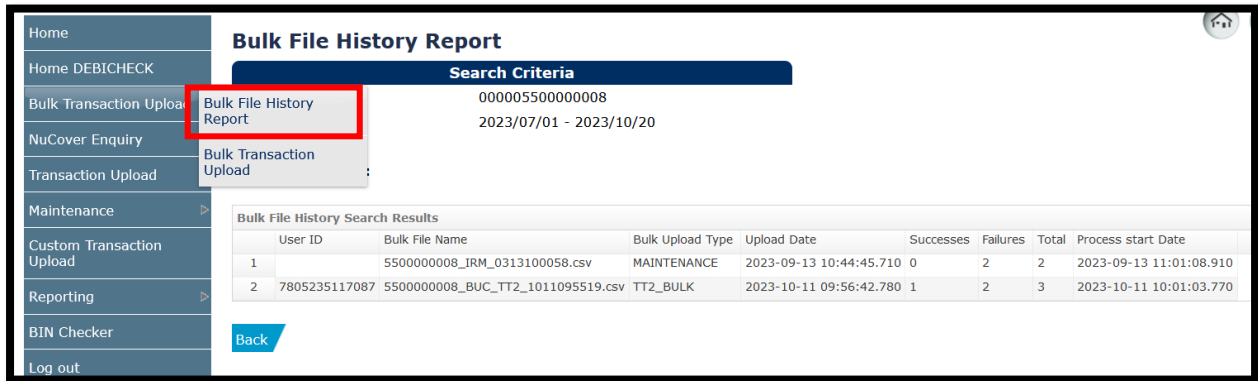 Home
Home DEBICHECK
Bulk Transaction Upload
NuCover Enquiry
Transaction Upload
Maintenance
Custom Transaction
Upload
Reporting
BIN Checker
Log out
Bulk File History
Report
Bulk Transaction
Upload
Bulk File History Report
Search Criteria
000005500000008
2023/07/01 - 2023/10/20
:
Bulk File History Search Results
User ID Bulk File Name Bulk Upload Type Upload Date Successes Failures Total Process start Date
1 5500000008_IRM_0313100058.csv MAINTENANCE 2023-09-13 10:44:45.710 0 2 2 2023-09-13 11:01:08.910
2 7805235117087 5500000008_BUC_TT2_1011095519.csv TT2_BULK 2023-10-11 09:56:42.780 1 2 3 2023-10-11 10:01:03.770
Back